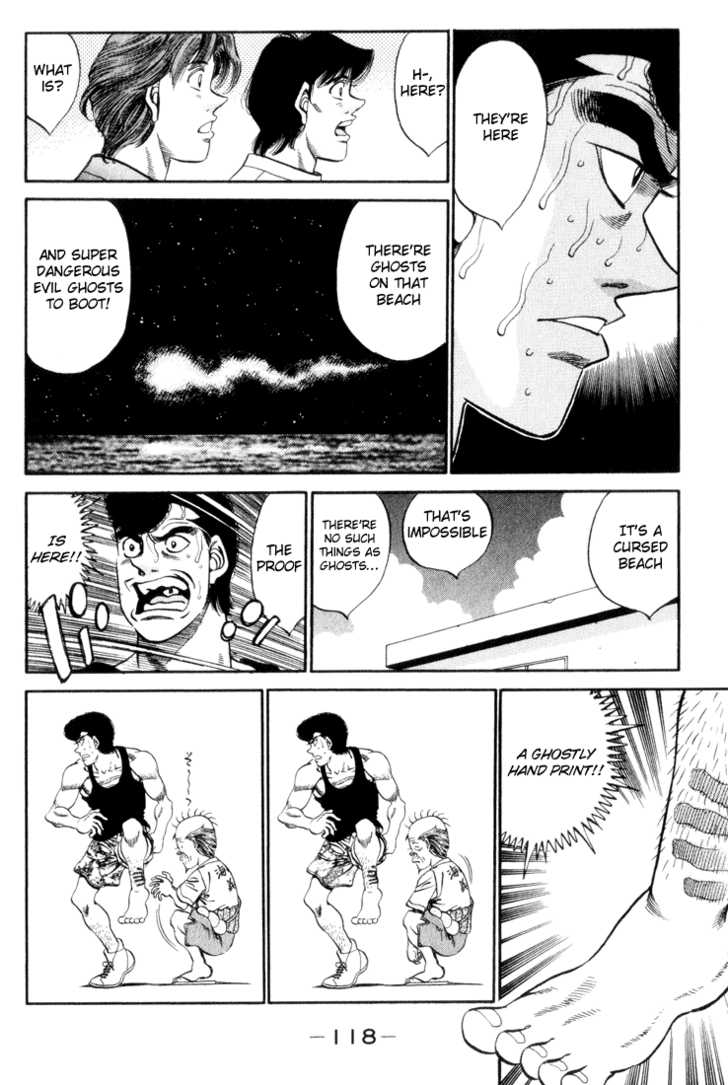 THEY'RE
HERE
H-,
HERE?
WHAT
IS?
THERE'RE
GHOSTS
ON THAT
BEACH
AND SUPER
DANGEROUS
EVIL GHOSTS
TO BOOT!
IT'S A
CURSED
BEACH
THAT'S
IMPOSSIBLE
THERE'RE
NO SUCH
THINGS AS
GHOSTS...
THE
PROOF
IS
HERE!!
バッ
A GHOSTLY
HAND PRINT!!
-118-